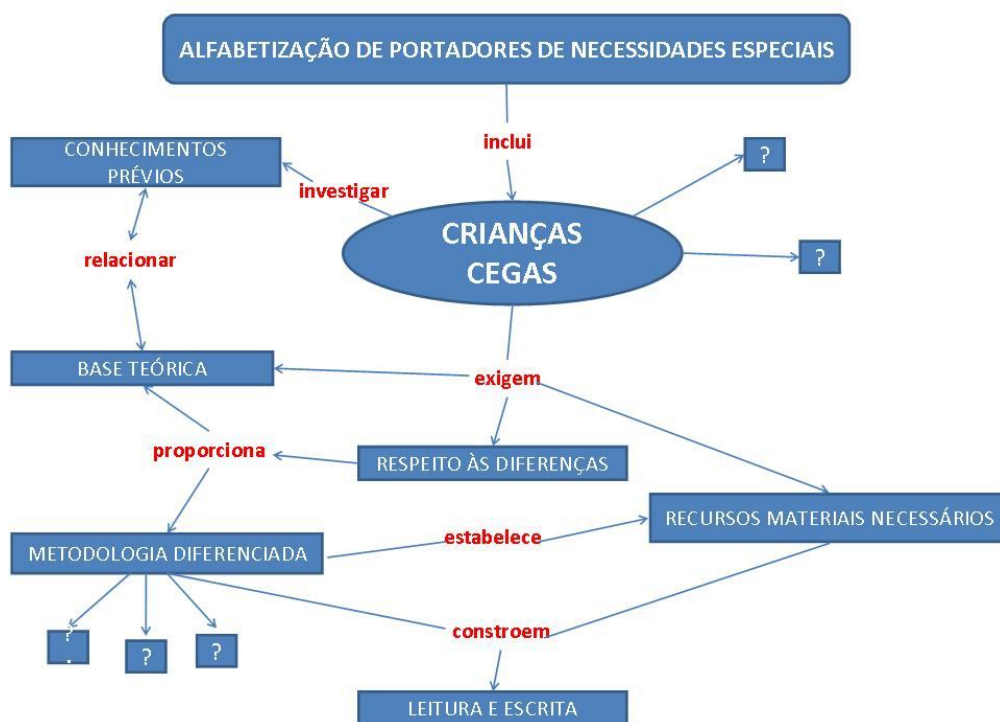 ALFABETIZAÇÃO DE PORTADORES DE NECESSIDADES ESPECIAIS
inclui
CONHECIMENTOS
PRÉVIOS
?
investigar
CRIANÇAS
CEGAS
relacionar
?
BASE TEÓRICA
exigem
proporciona
RESPEITO ÀS DIFERENÇAS
RECURSOS MATERIAIS NECESSÁRIOS
estabelece
METODOLOGIA DIFERENCIADA
?
.
?
?
constroem
LEITURA E ESCRITA